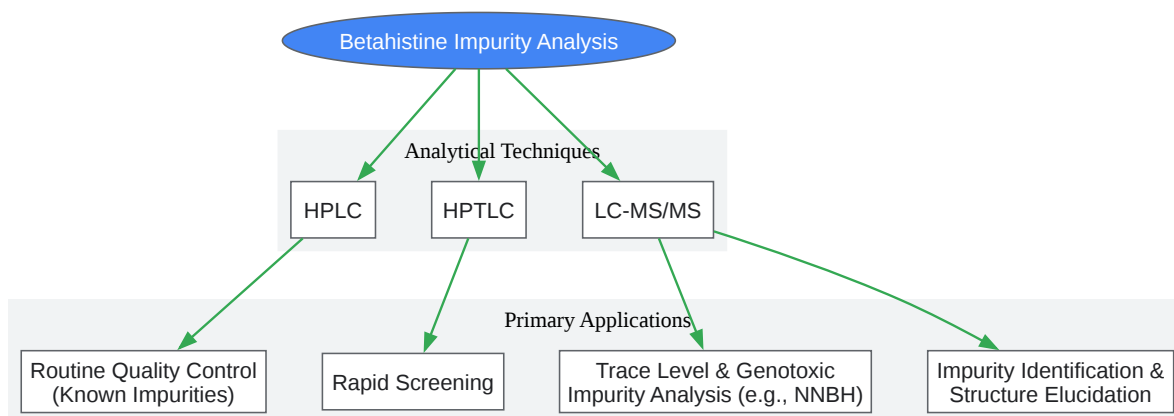 Betahistine Impurity Analysis
Analytical Techniques
HPLC
HPTLC
LC-MS/MS
Primary Applications
Routine Quality Control
(Known Impurities)
Rapid Screening
Trace Level & Genotoxic
Impurity Analysis (e.g., NNBH)
Impurity Identification &
Structure Elucidation